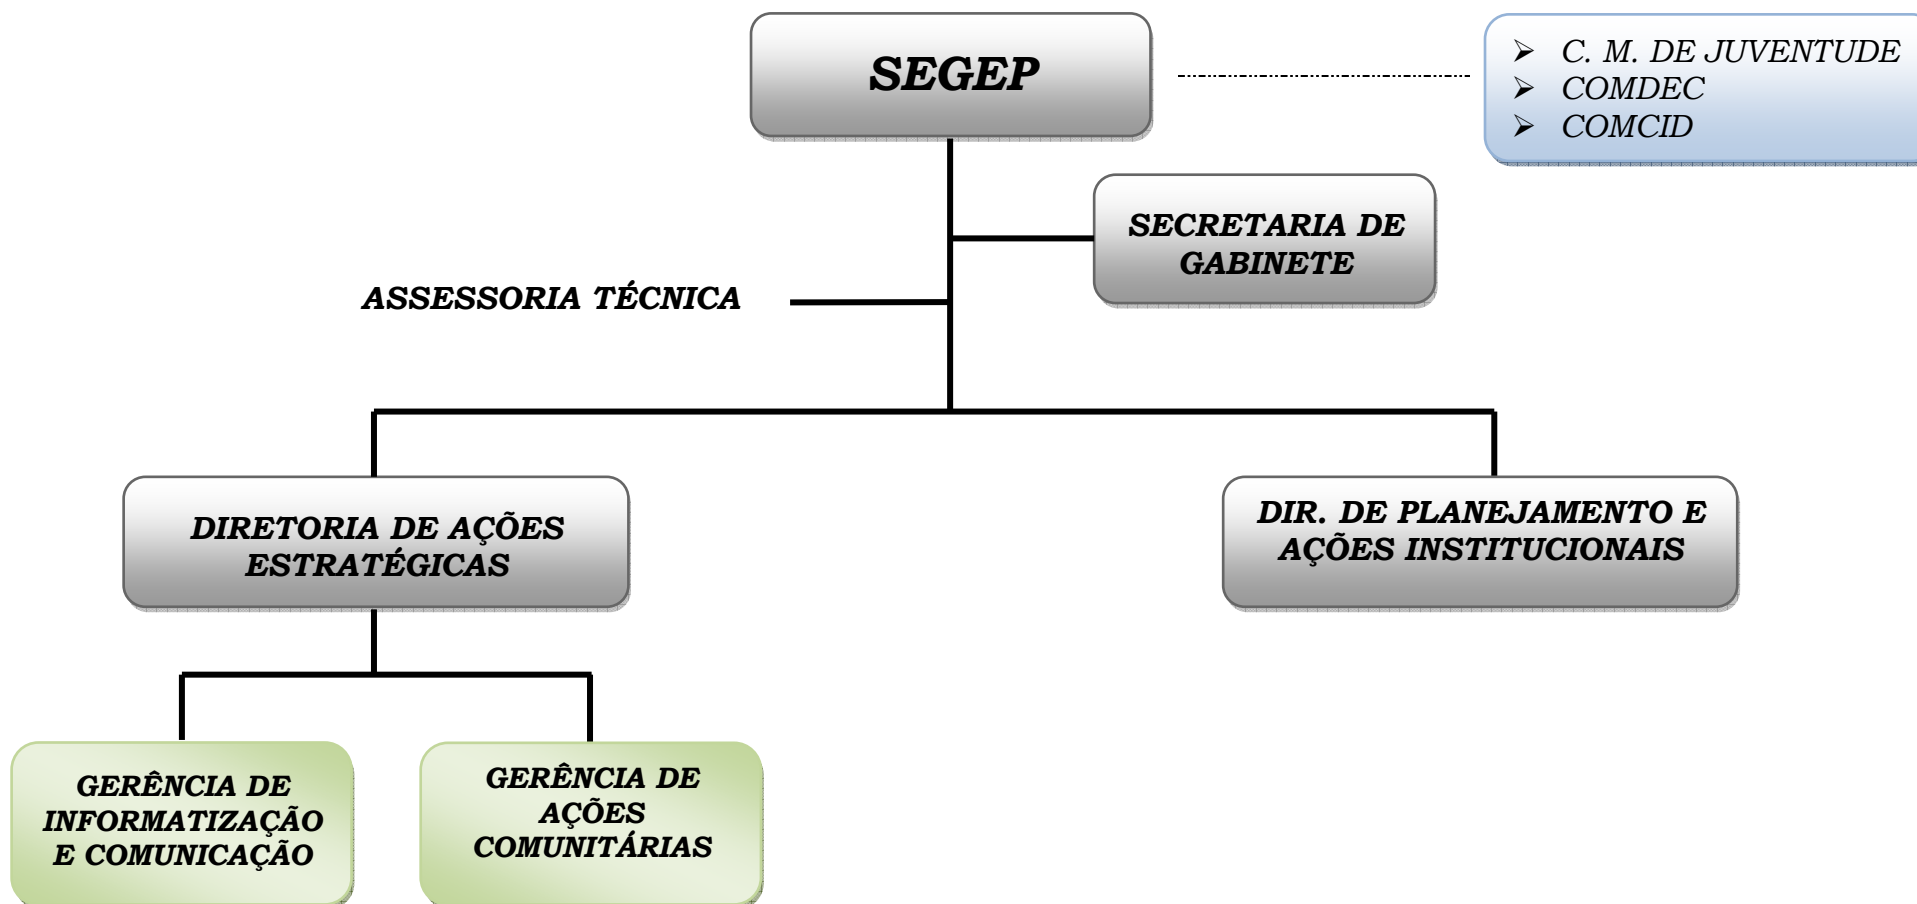 SEGEP
➢ C. M. DE JUVENTUDE
➢ COMDEC
➢ COMCID
SECRETARIA DE
GABINETE
ASSESSORIA TÉCNICA
DIRETORIA DE AÇÕES
ESTRATÉGICAS
DIR. DE PLANEJAMENTO E
AÇÕES INSTITUCIONAIS
GERÊNCIA DE
INFORMATIZAÇÃO
E COMUNICAÇÃO
GERÊNCIA DE
AÇÕES
COMUNITÁRIAS